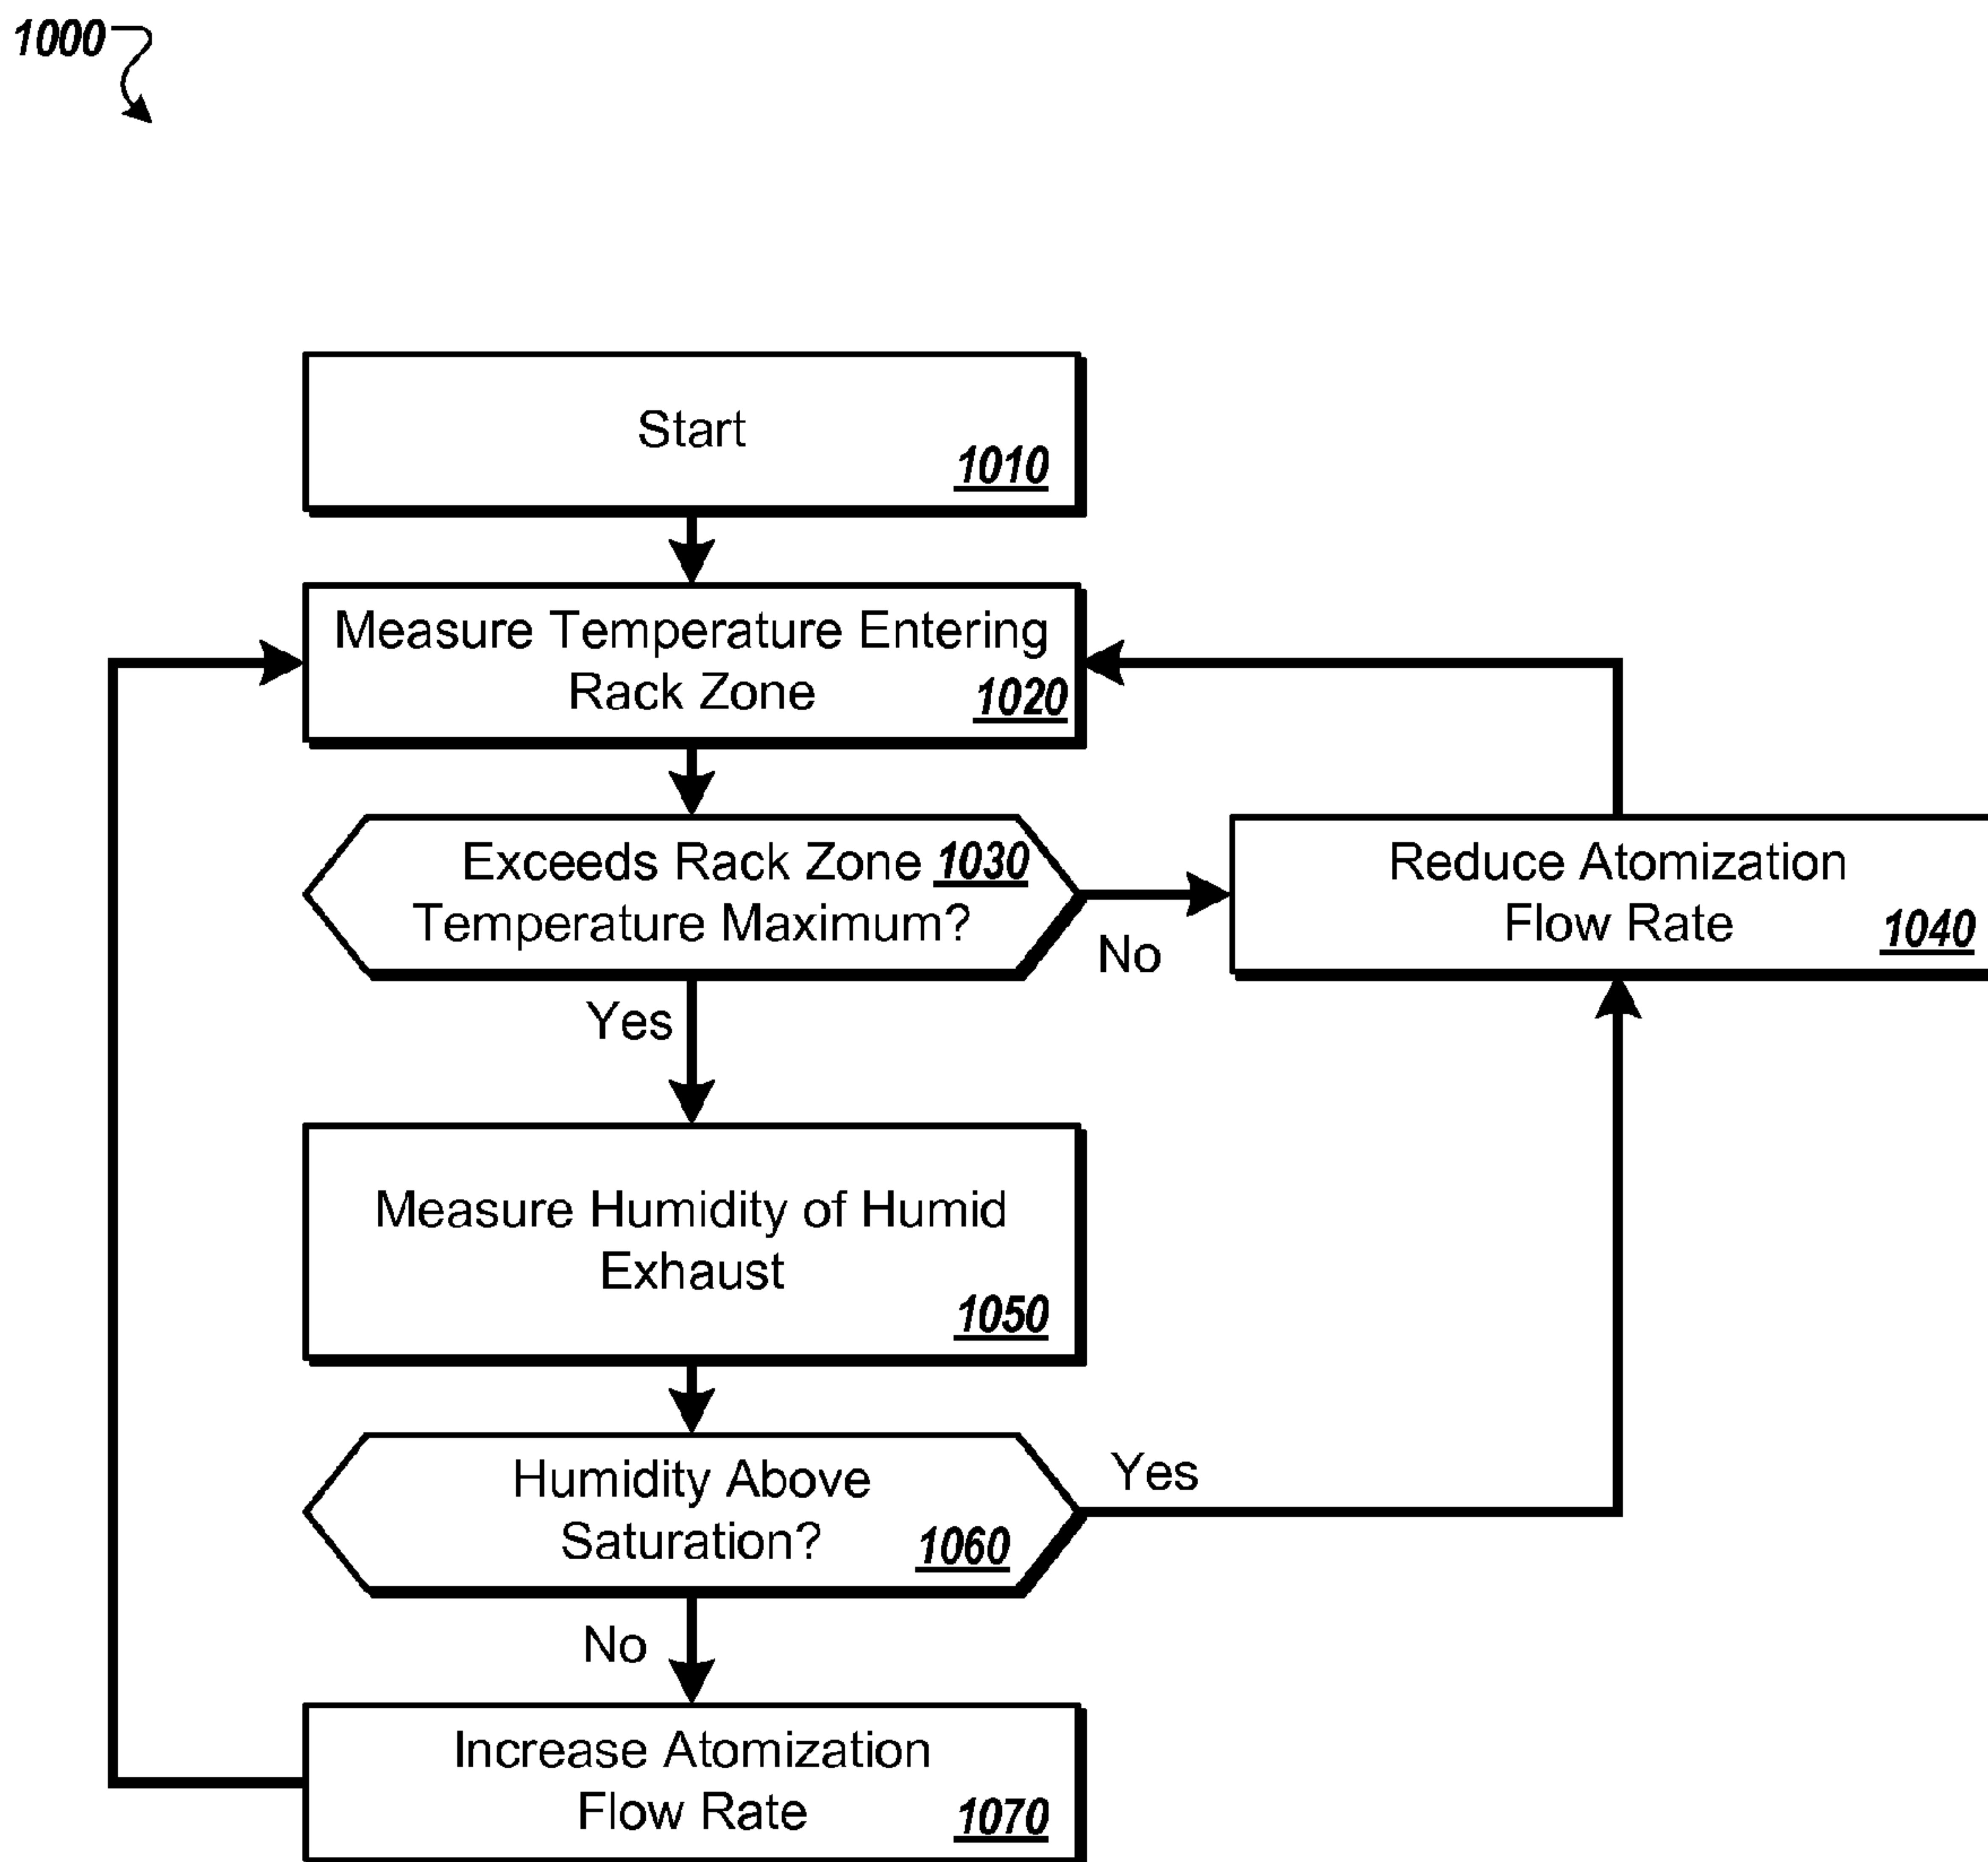 1000
Start
1010
Measure Temperature Entering
Rack Zone
1020
Exceeds Rack Zone 1030
Temperature Maximum?
No
Reduce Atomization
Flow Rate
1040
Yes
Measure Humidity of Humid
Exhaust
1050
Humidity Above
Saturation?
1060
Yes
No
Increase Atomization
Flow Rate
1070